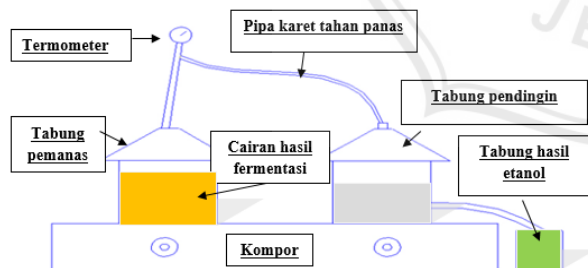 Termometer
Pipa karet tahan panas
Tabung pendingin
Tabung
pemanas
Cairan hasil
fermentasi
Tabung hasil
etanol
Kompor